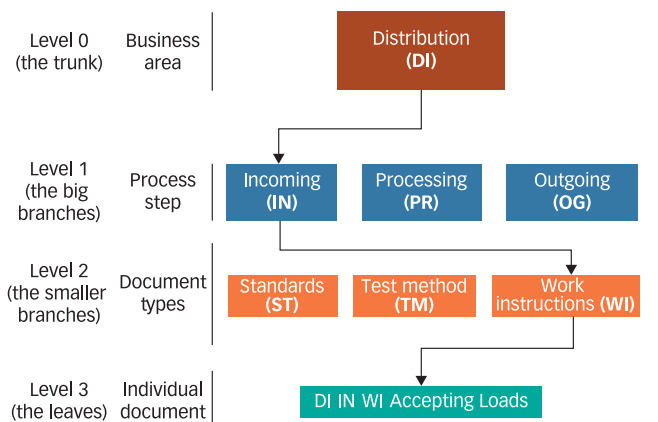 Level 0
(the trunk)
Business
area
Distribution
(DI)
Level 1
(the big
branches)
Process
step
Incoming
(IN)
Processing
(PR)
Outgoing
(OG)
Level 2
(the smaller
branches)
Document
types
Standards
(ST)
Test method
(TM)
Work
instructions (WI)
Level 3
(the leaves)
Individual
document
DI IN WI Accepting Loads